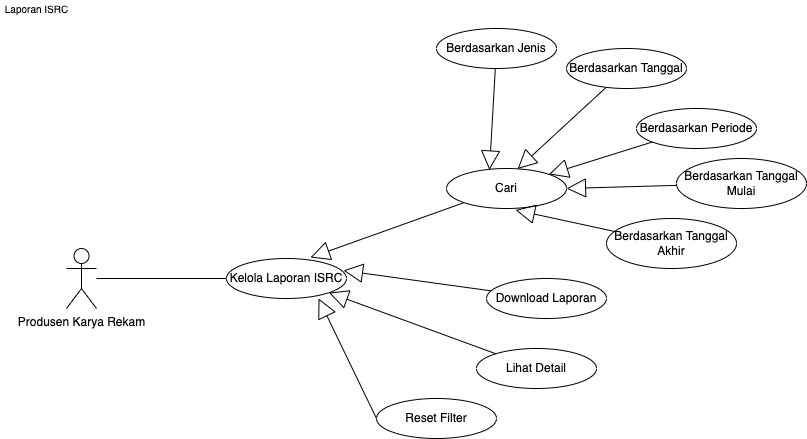 Laporan ISRC
Berdasarkan Jenis
Berdasarkan Tanggal
Berdasarkan Periode
Berdasarkan Tanggal
Mulai
Cari
Berdasarkan Tanggal
Akhir
Kelola Laporan ISRC
Download Laporan
Produsen Karya Rekam
Lihat Detail
Reset Filter